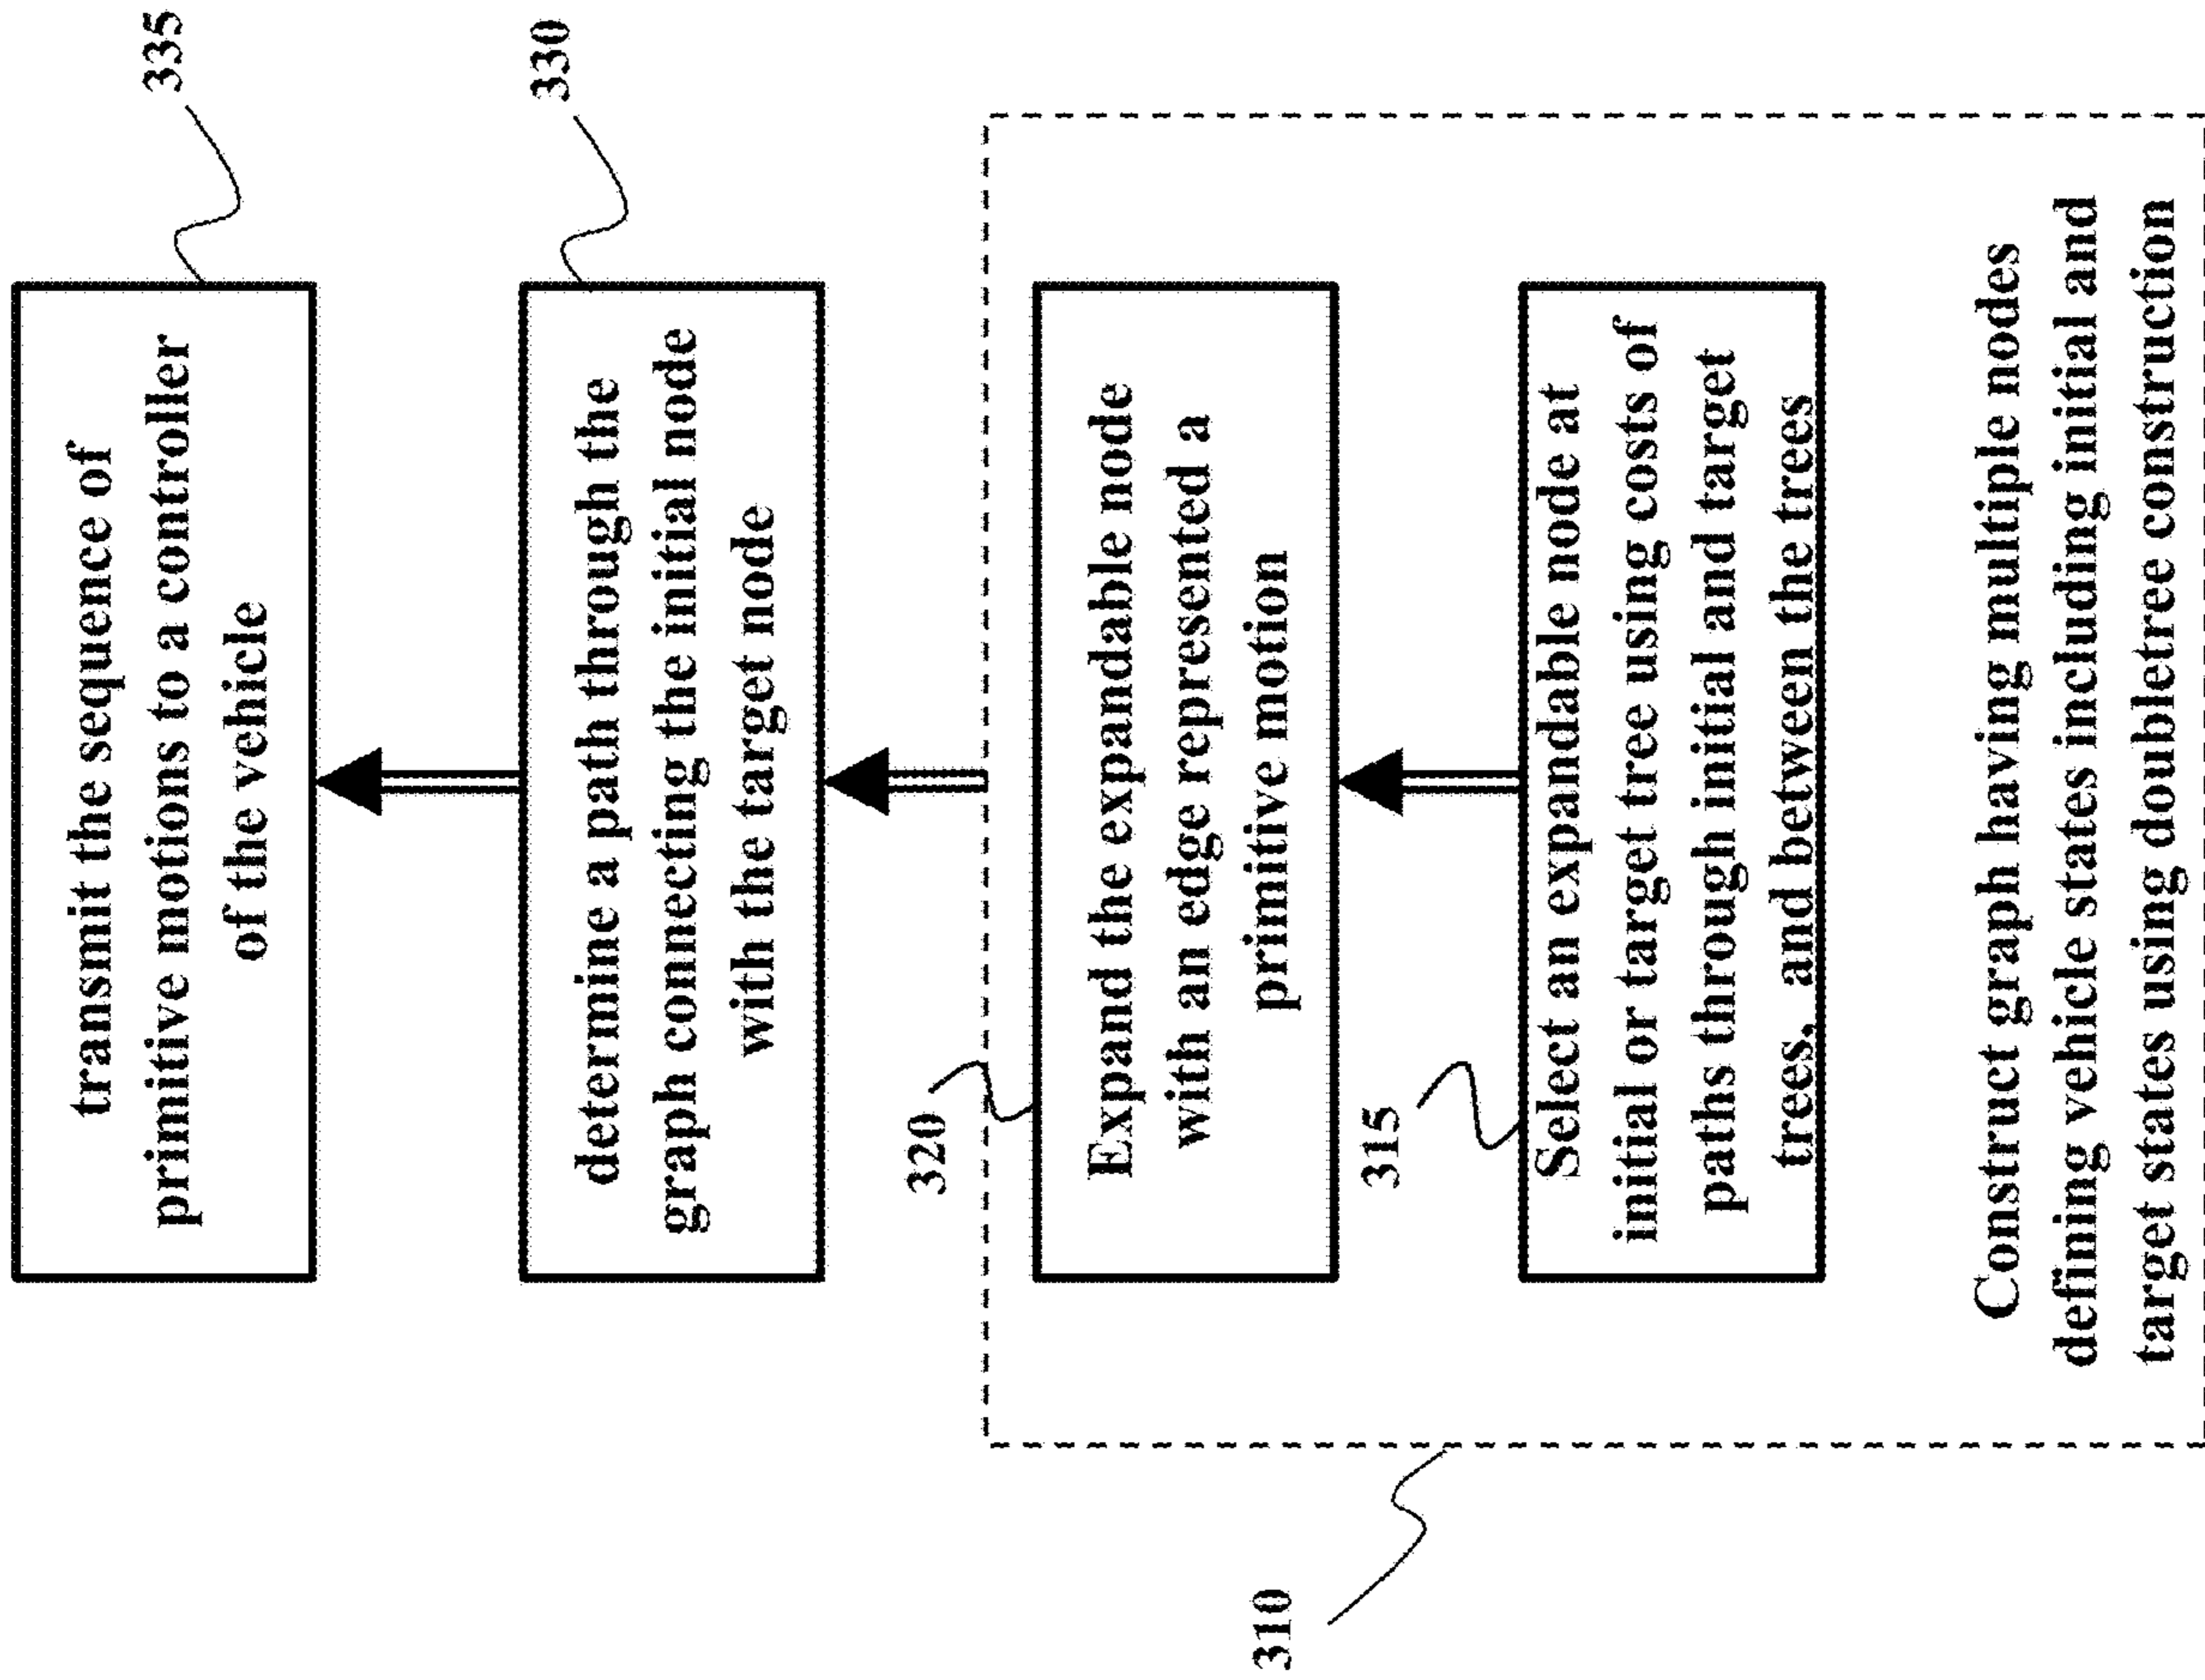 transmit the sequence of
primitive motions to a controller
of the vehicle
335
determine a path through the
graph connecting the initial node
with the target node
330
320
Expand the expandable node
with an edge represented a
primitive motion
310
315
Select an expandable node at
initial or target tree using costs of
paths through initial and target
trees, and between the trees
Construct graph having multiple nodes
defining vehicle states including initial and
target states using doubletree construction